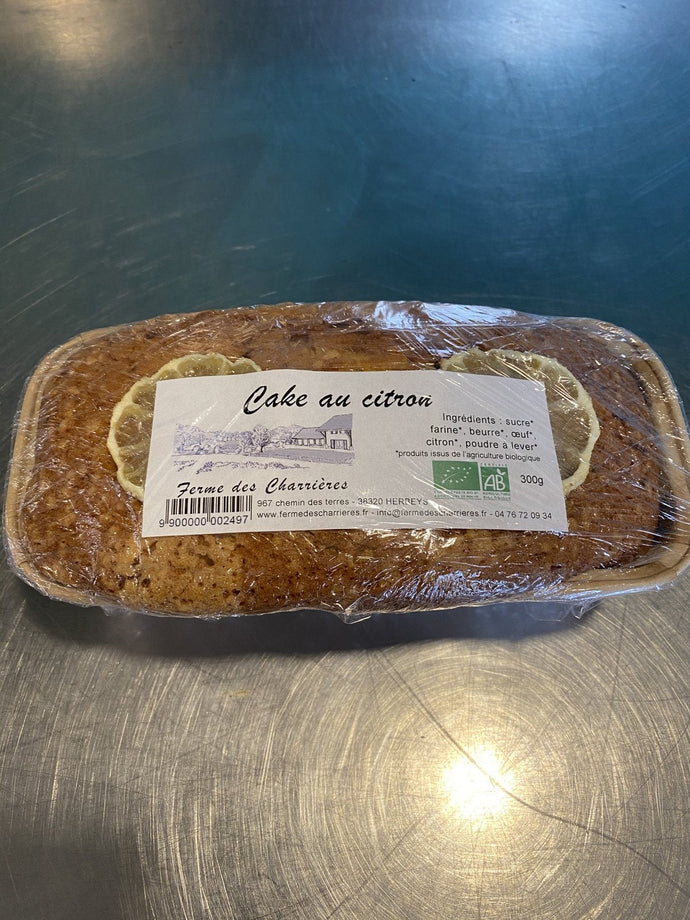 Cake au citron
Ingrédients : sucre*
farine*, beurre*, œuf*
citron*, poudre à lever*
*produits issus de l'agriculture biologique
AB
300g
Ferme des Charrières
967 chemin des terres - 38320 HERBEYS
www.fermedescharrieres.fr - info@fermedescharrieres.fr - 04 76 72 09 34
9 900000 002497